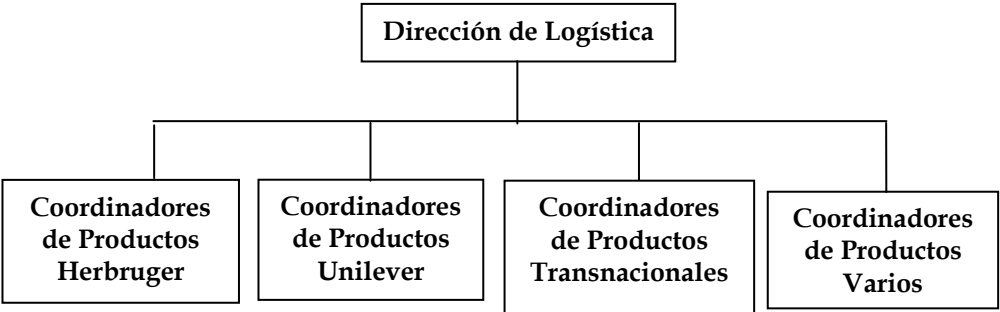 Dirección de Logística
Coordinadores
de Productos
Herbruger
Coordinadores
de Productos
Unilever
Coordinadores
de Productos
Transnacionales
Coordinadores
de Productos
Varios